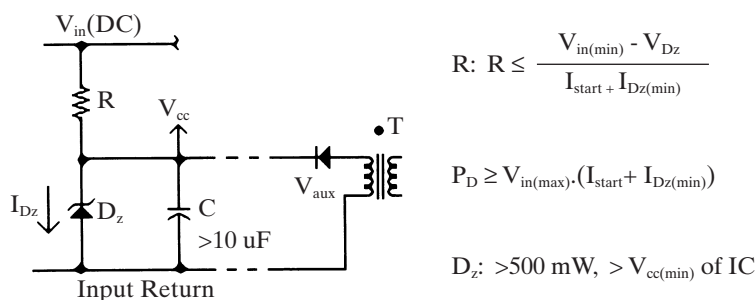 V_in(DC)
R
V_cc
T
V_aux
I_Dz
D_z
C
>10 uF
Input Return
R: R ≤ (V_in(min) - V_Dz) / (I_start + I_Dz(min))
P_D ≥ V_in(max).(I_start + I_Dz(min))
D_z: >500 mW, > V_cc(min) of IC